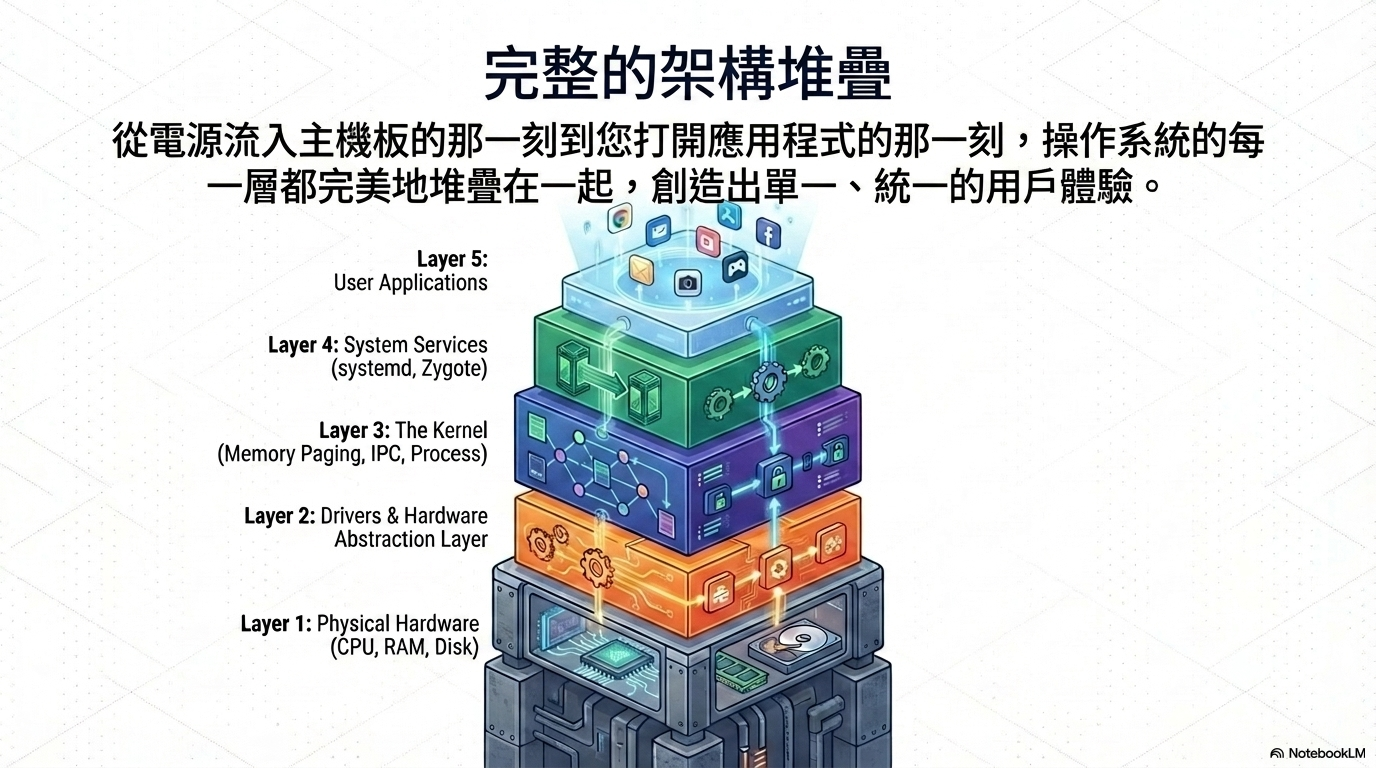 完整的架構堆疊
從電源流入主機板的那一刻到您打開應用程式的那一刻，操作系統的每
一層都完美地堆疊在一起，創造出單一、統一的用戶體驗。
Layer 5:
User Applications
Layer 4: System Services
(systemd, Zygote)
Layer 3: The Kernel
(Memory Paging, IPC, Process)
Layer 2: Drivers & Hardware
Abstraction Layer
Layer 1: Physical Hardware
(CPU, RAM, Disk)
NotebookLM